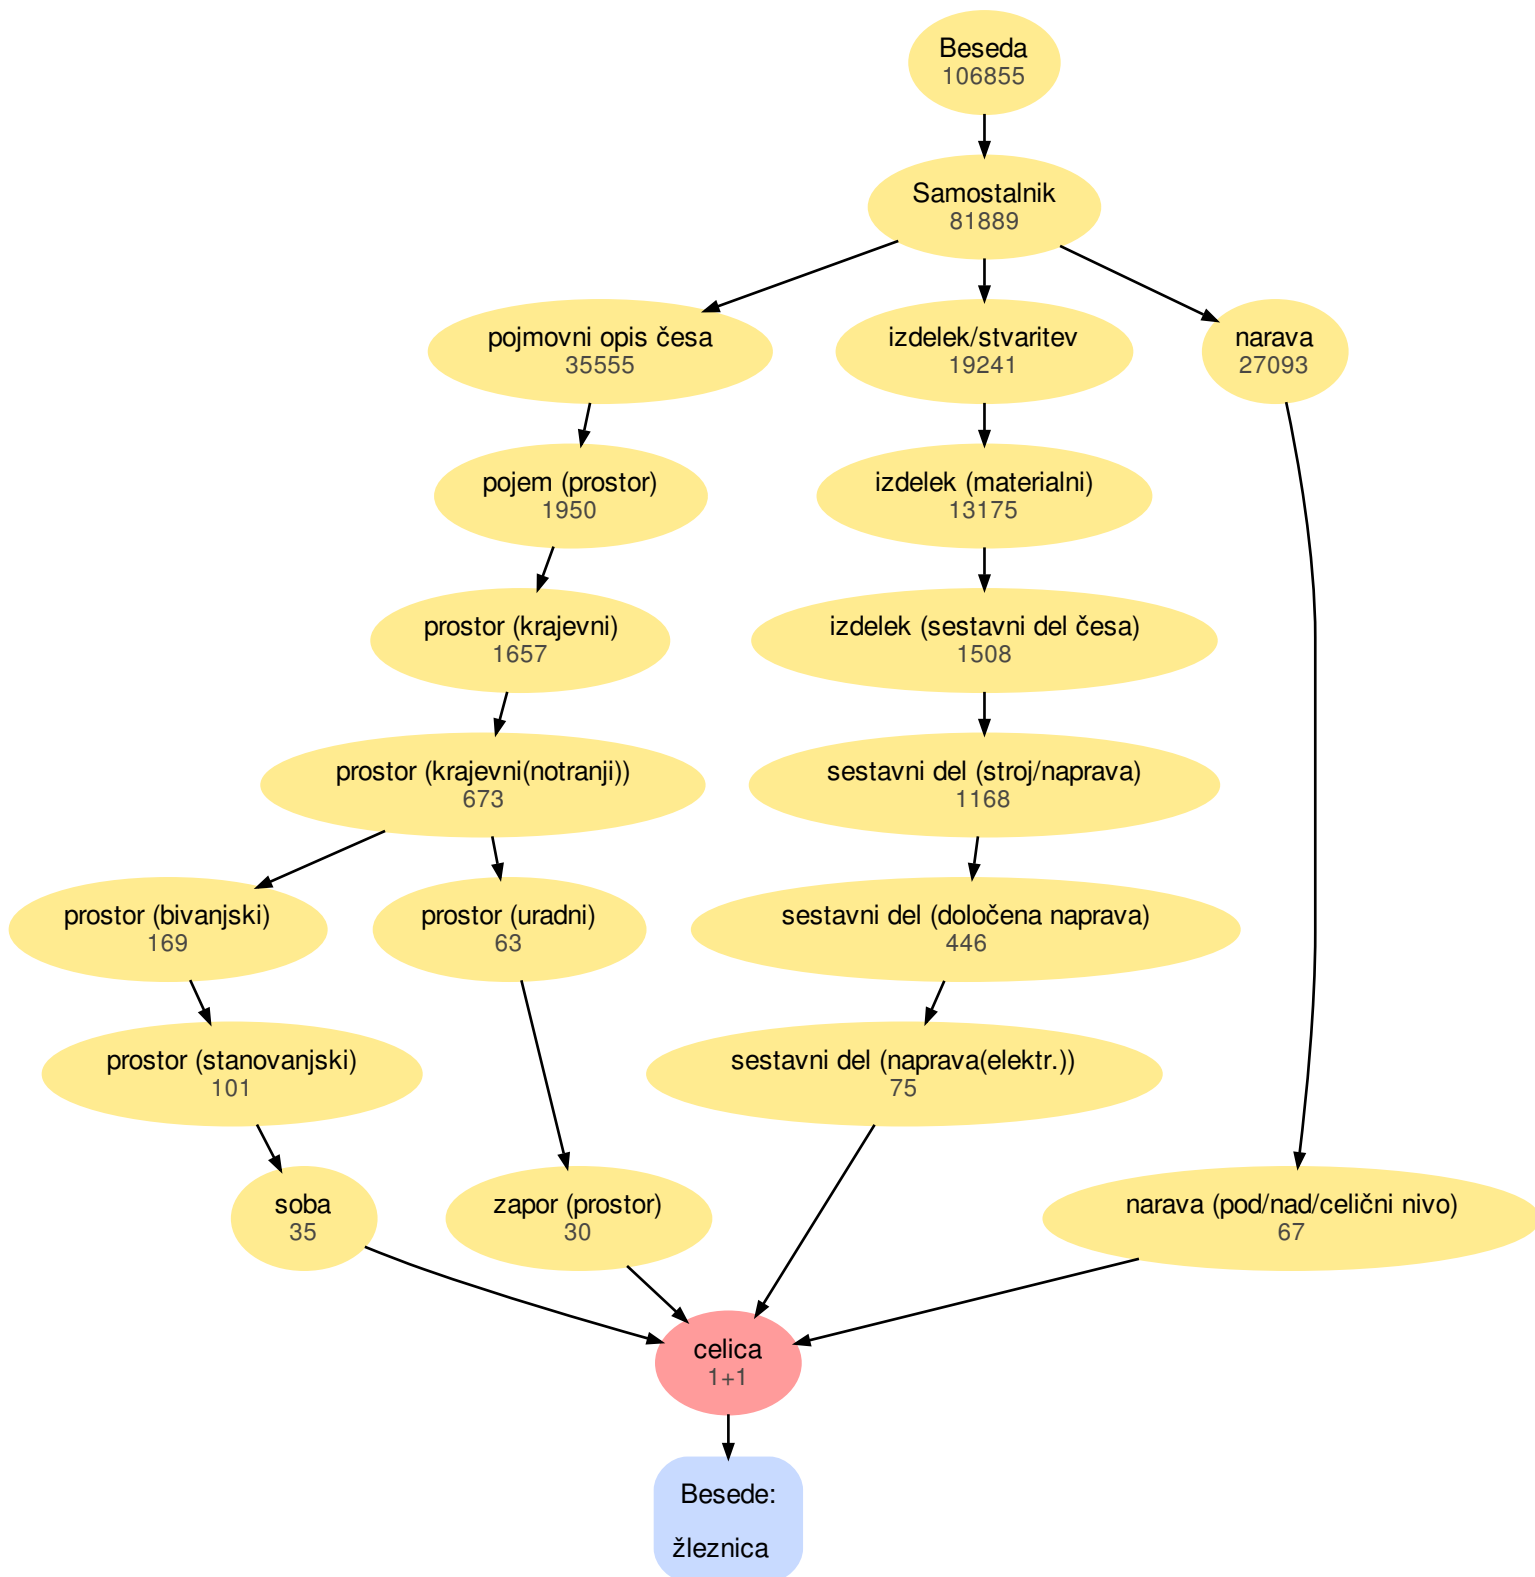 Beseda
106855
Samostalnik
81889
pojmovni opis česa
35555
izdelek/stvaritev
19241
narava
27093
pojem (prostor)
1950
izdelek (materialni)
13175
prostor (krajevni)
1657
izdelek (sestavni del česa)
1508
prostor (krajevni(notranji))
673
sestavni del (stroj/naprava)
1168
prostor (bivanjski)
169
prostor (uradni)
63
sestavni del (določena naprava)
446
prostor (stanovanjski)
101
sestavni del (naprava(elektr.))
75
soba
35
zapor (prostor)
30
narava (pod/nad/celični nivo)
67
celica
1+1
Besede:
žleznica